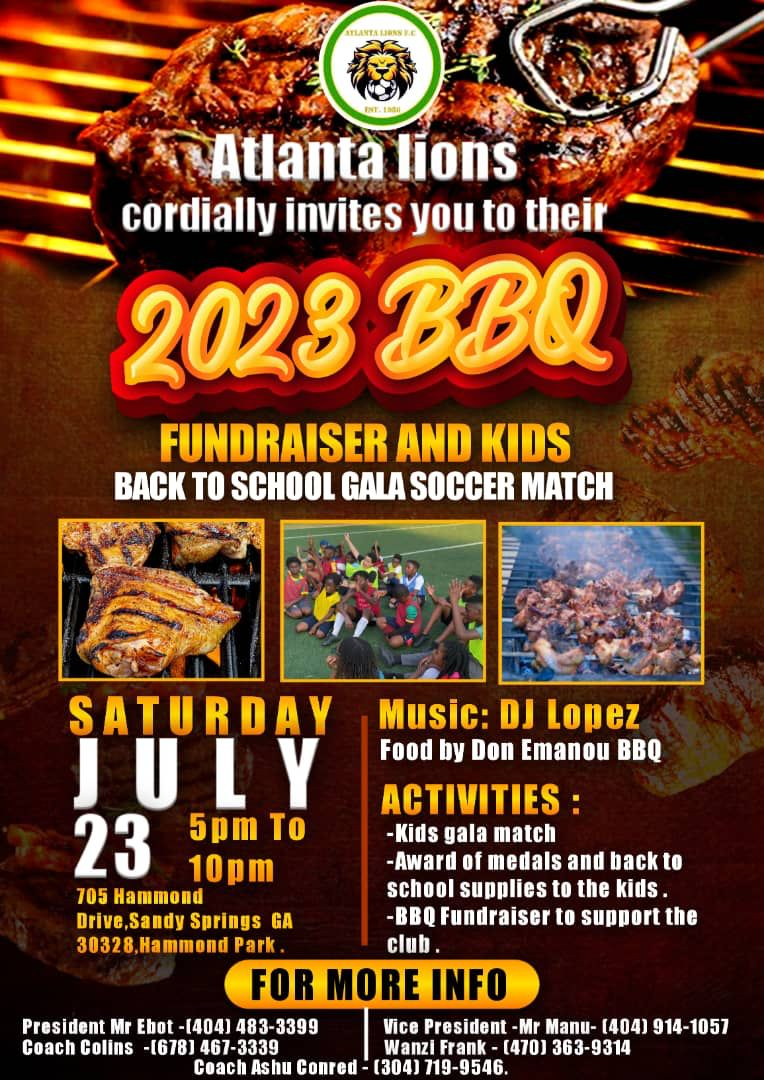 ATLANTA LIONS F.C
EST. 1986
Atlanta lions
cordially invites you to their
2023 BBQ
FUNDRAISER AND KIDS
BACK TO SCHOOL GALA SOCCER MATCH
SATURDAY
JULY
23
5pm To
10pm
705 Hammond
Drive,Sandy Springs GA
30328,Hammond Park .
Music: DJ Lopez
Food by Don Emanou BBQ
ACTIVITIES :
-Kids gala match
-Award of medals and back to
school supplies to the kids .
-BBQ Fundraiser to support the
club .
FOR MORE INFO
President Mr Ebot -(404) 483-3399
Coach Colins -(678) 467-3339
Vice President -Mr Manu- (404) 914-1057
Wanzi Frank - (470) 363-9314
Coach Ashu Conred - (304) 719-9546.